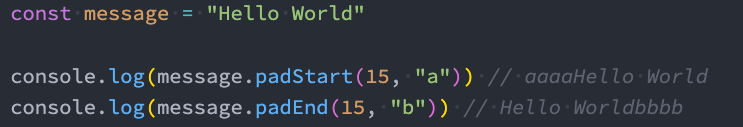 const message = "Hello World"
console.log(message.padStart(15, "a")) // aaaaHello World
console.log(message.padEnd(15, "b")) // Hello Worldbbbb